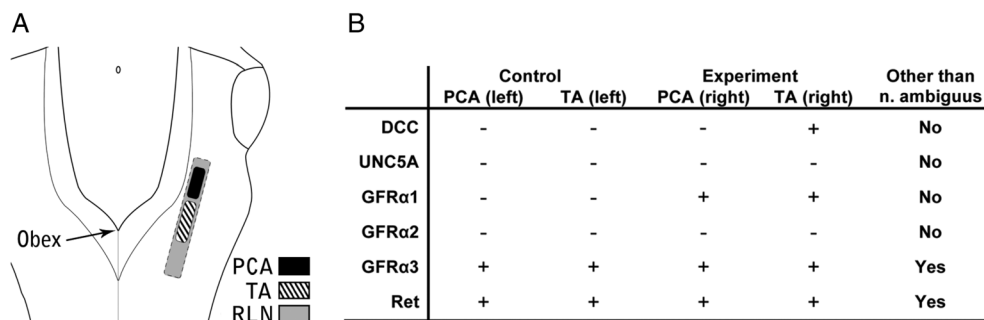 A
Obex
PCA
TA
RLN
B
Control Experiment Other than
PCA (left) TA (left) PCA (right) TA (right) n. ambiguus
DCC - - - + No
UNC5A - - - - No
GFRα1 - - + + No
GFRα2 - - - - No
GFRα3 + + + + Yes
Ret + + + + Yes